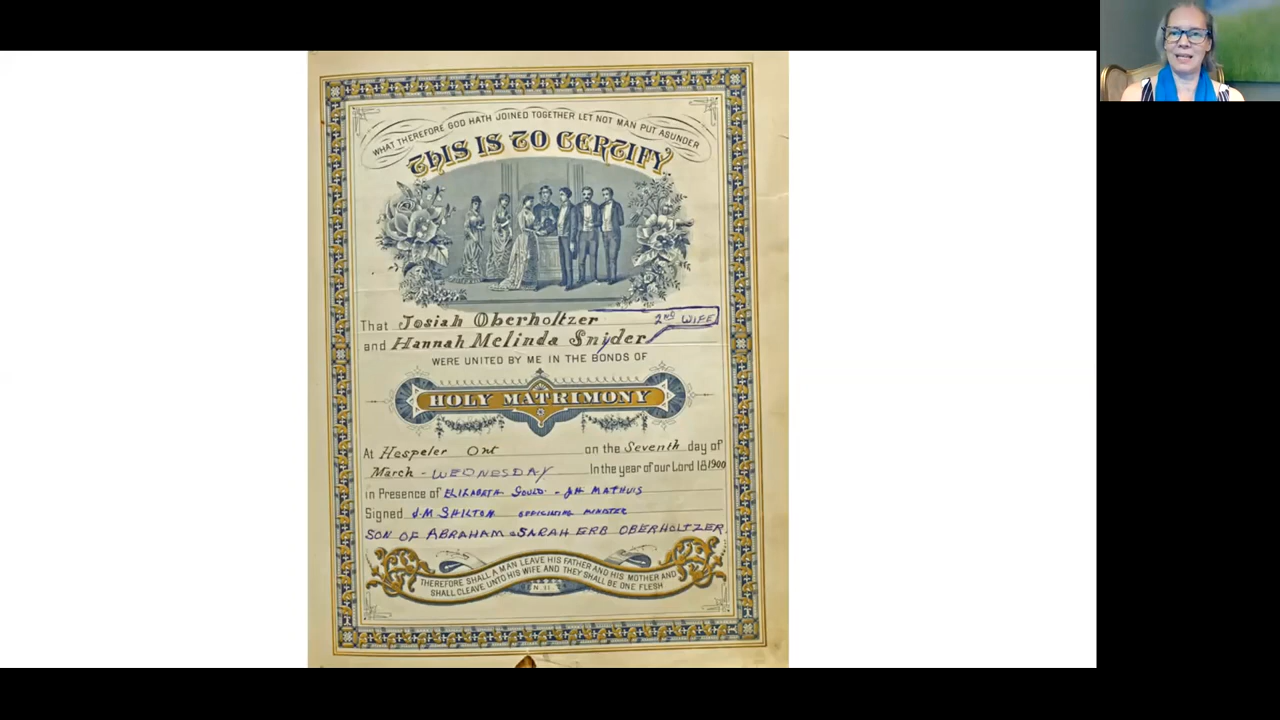 WHAT THEREFORE GOD HATH JOINED TOGETHER LET NOT MAN PUT ASUNDER
THIS IS TO CERTIFY
That Josiah Oberholtzer 2ND WIFE
and Hannah Melinda Snyder
WERE UNITED BY ME IN THE BONDS OF
HOLY MATRIMONY
At Hespeler Ont on the Seventh day of
March - WEDNESDAY In the year of our Lord 181900
in Presence of ELIZABETH GOULD - JH MATHUIS
Signed J.M SHILTON OFFICIATING MINISTER
SON OF ABRAHAM & SARAH ERB OBERHOLTZER
THEREFORE SHALL A MAN LEAVE HIS FATHER AND HIS MOTHER AND
SHALL CLEAVE UNTO HIS WIFE AND THEY SHALL BE ONE FLESH